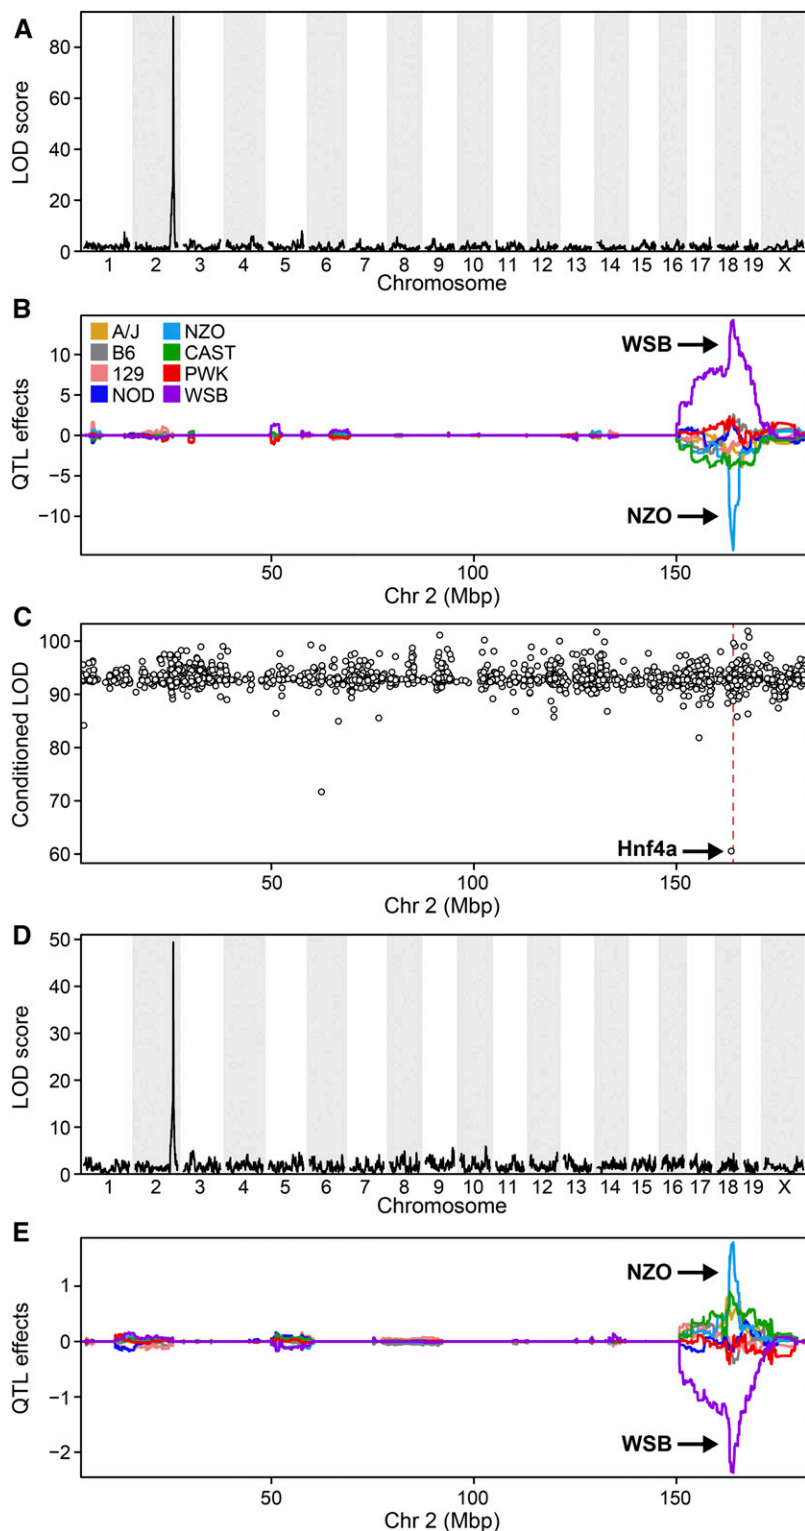 A
LOD score
80
60
40
20
0
1 2 3 4 5 6 7 8 9 10 11 12 13 14 15 16 17 18 19 X
Chromosome
B
QTL effects
10
5
0
−5
−10
A/J
B6
129
NOD
NZO
CAST
PWK
WSB
WSB
NZO
50 100 150
Chr 2 (Mbp)
C
Conditioned LOD
100
90
80
70
60
Hnf4a
50 100 150
Chr 2 (Mbp)
D
LOD score
50
40
30
20
10
0
1 2 3 4 5 6 7 8 9 10 11 12 13 14 15 16 17 18 19 X
Chromosome
E
QTL effects
1
0
−1
−2
NZO
WSB
50 100 150
Chr 2 (Mbp)